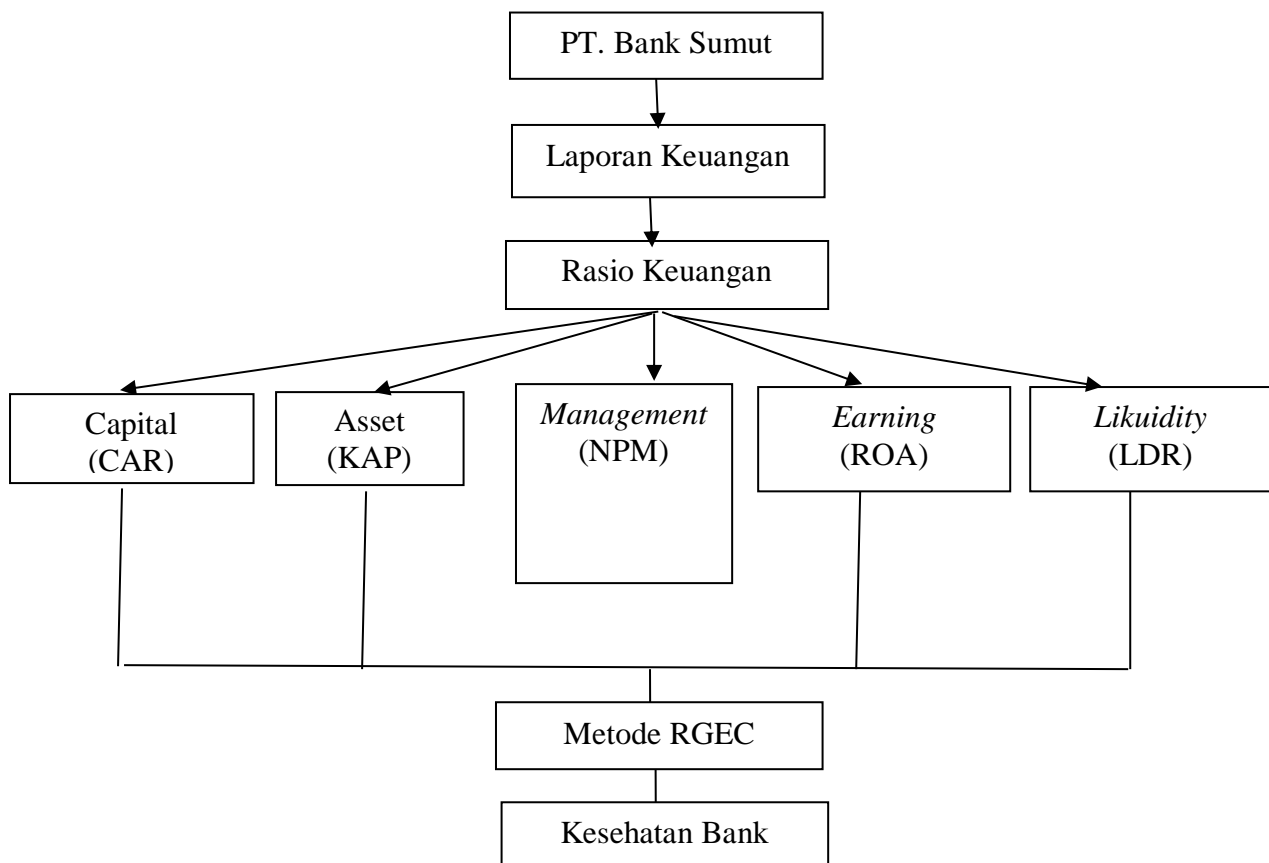 PT. Bank Sumut
Laporan Keuangan
Rasio Keuangan
Capital
(CAR)
Asset
(KAP)
Management
(NPM)
Earning
(ROA)
Likuidity
(LDR)
Metode RGEC
Kesehatan Bank